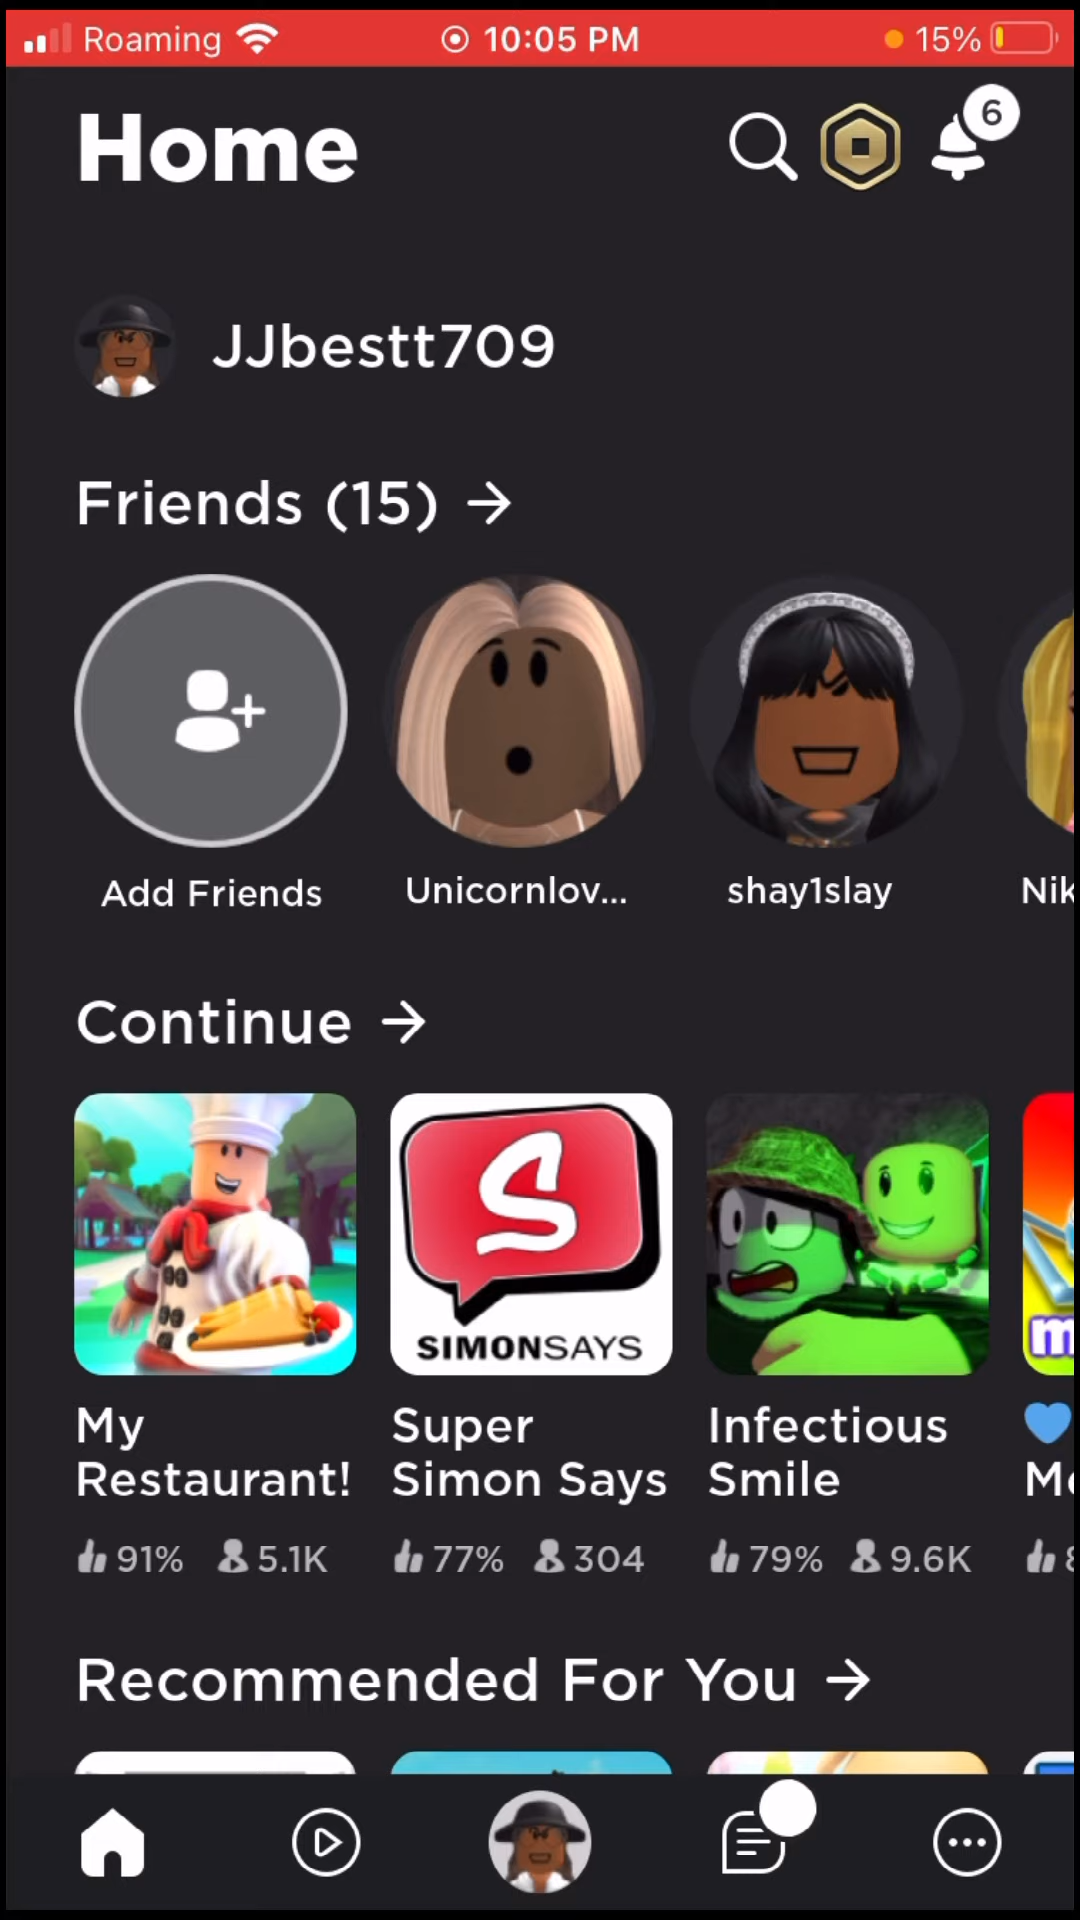 Roaming 10:05 PM 15%
Home 6
JJbestt709
Friends (15)
Add Friends Unicornlov... shay1slay Nik
Continue
S
SIMONSAYS
m
My Restaurant!
91% 5.1K
Super Simon Says
77% 304
Infectious Smile
79% 9.6K
Recommended For You